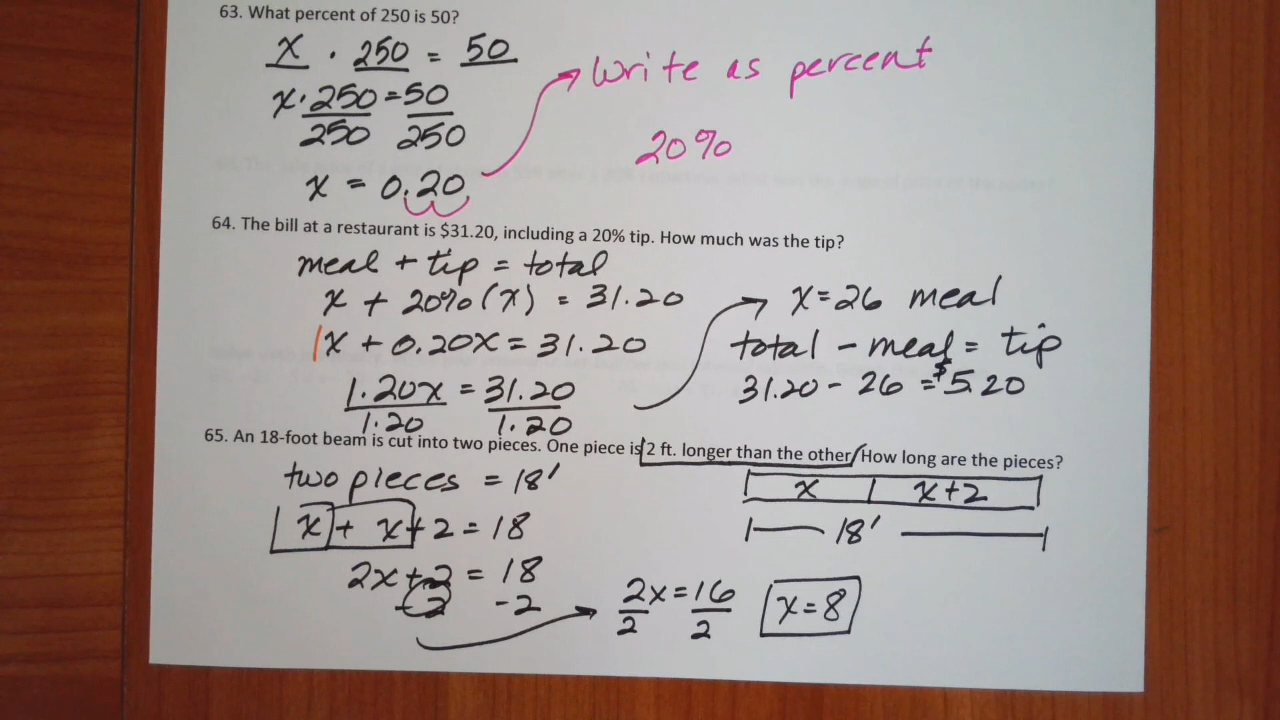 63. What percent of 250 is 50?
x · 250 = 50
x · 250 = 50
250 250
x = 0.20
Write as percent
20%
64. The bill at a restaurant is $31.20, including a 20% tip. How much was the tip?
meal + tip = total
x + 20% (x) = 31.20
1x + 0.20x = 31.20
1.20x = 31.20
1.20 1.20
x = 26 meal
total - meal = tip
31.20 - 26 = $5.20
65. An 18-foot beam is cut into two pieces. One piece is 2 ft. longer than the other. How long are the pieces?
two pieces = 18'
x + x + 2 = 18
2x + 2 = 18
-2 -2
x x+2
18'
2x = 16
2 2
x = 8